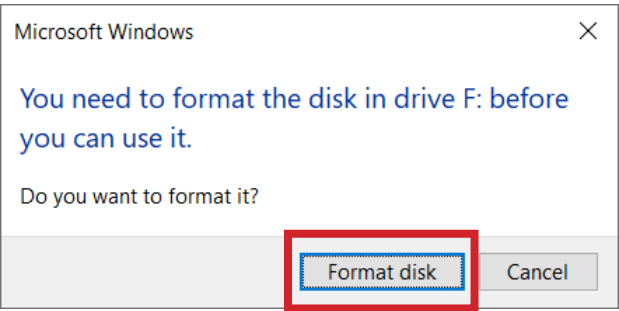 Microsoft Windows
You need to format the disk in drive F: before
you can use it.
Do you want to format it?
Format disk
Cancel